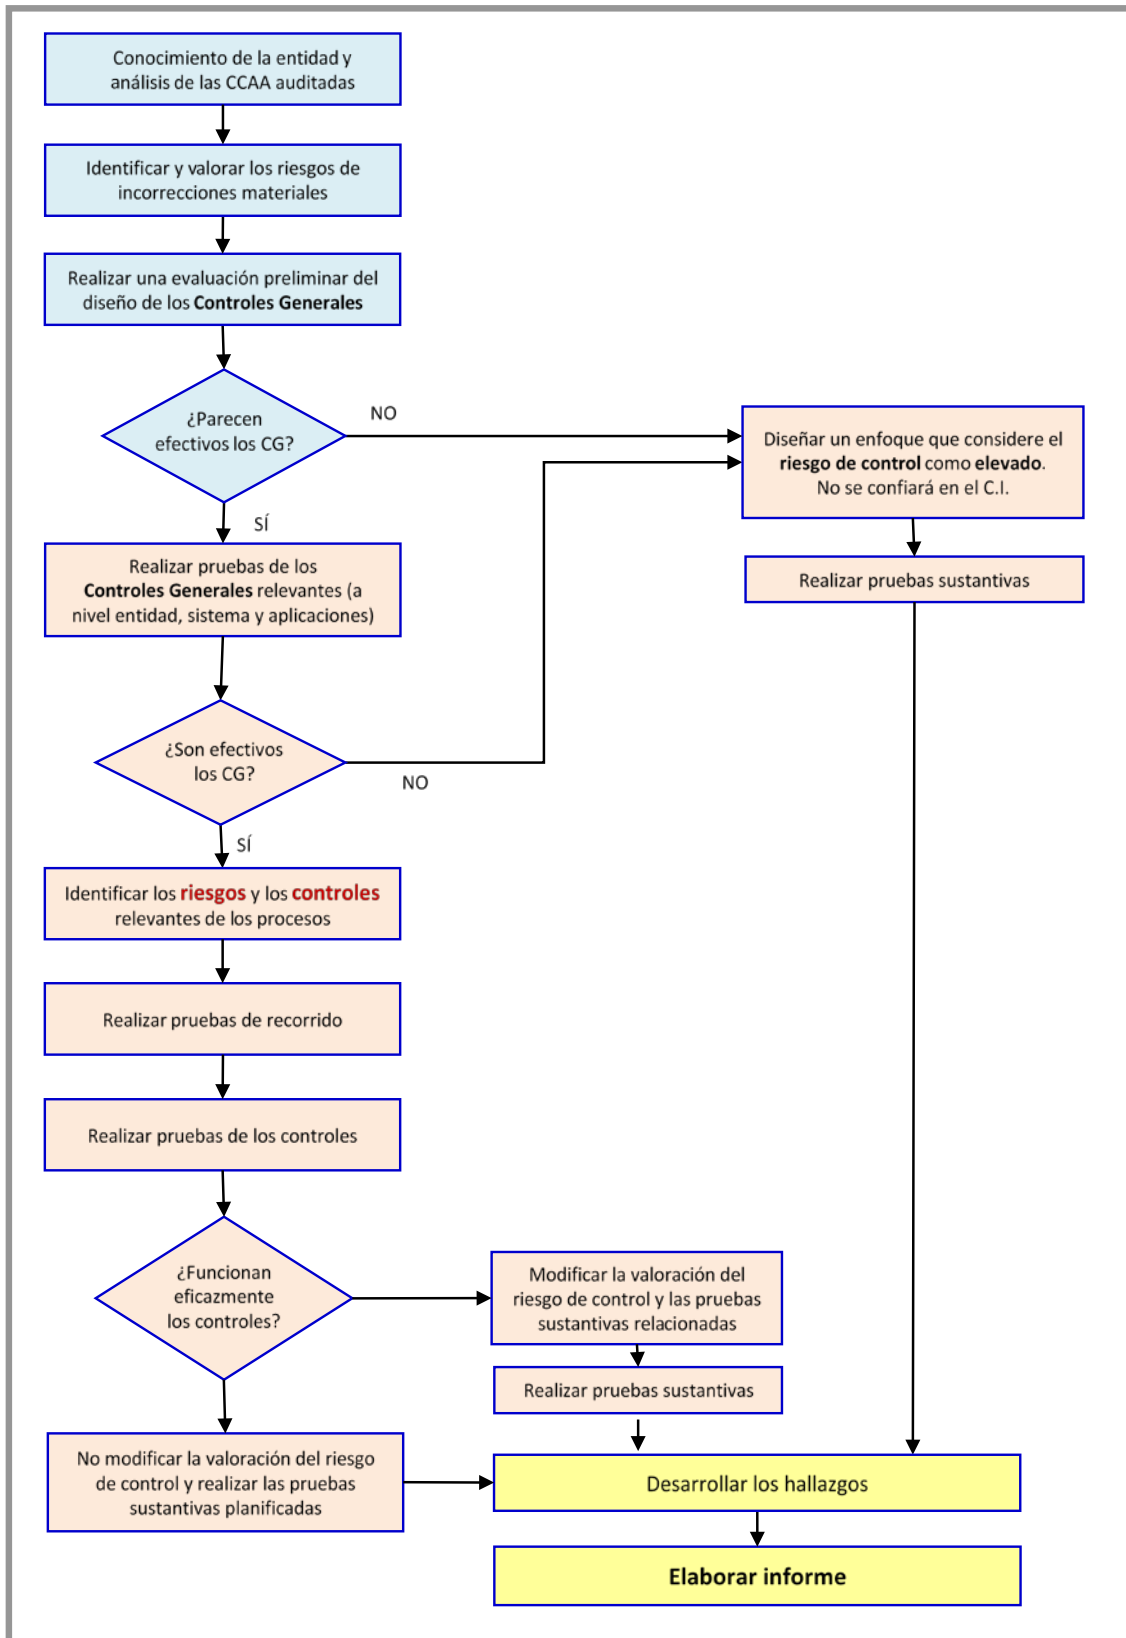 Conocimiento de la entidad y
análisis de las CCAA auditadas
Identificar y valorar los riesgos de
incorrecciones materiales
Realizar una evaluación preliminar del
diseño de los Controles Generales
¿Parecen
efectivos los CG?
NO
Diseñar un enfoque que considere el
riesgo de control como elevado.
No se confiará en el C.I.
SÍ
Realizar pruebas de los
Controles Generales relevantes (a
nivel entidad, sistema y aplicaciones)
Realizar pruebas sustantivas
¿Son efectivos
los CG?
NO
SÍ
Identificar los riesgos y los controles
relevantes de los procesos
Realizar pruebas de recorrido
Realizar pruebas de los controles
¿Funcionan
eficazmente
los controles?
Modificar la valoración del
riesgo de control y las pruebas
sustantivas relacionadas
Realizar pruebas sustantivas
No modificar la valoración del riesgo
de control y realizar las pruebas
sustantivas planificadas
Desarrollar los hallazgos
Elaborar informe